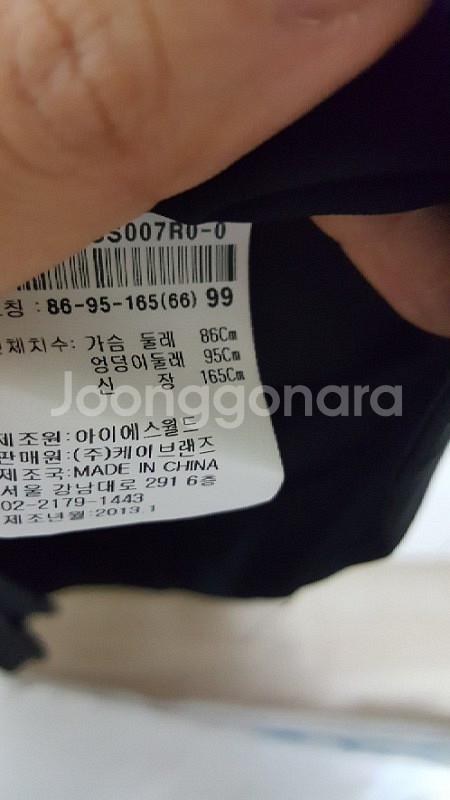 S007R0-0
칭 : 86-95-165(66) 99
체치수: 가슴 둘레 86Cm
엉덩이둘레 95Cm
신 장 165Cm
Joonggonara
제조원:아이에스월드
판매원:(주)케이브랜즈
제조국:MADE IN CHINA
서울 강남대로 291 6층
02-2179-1443
제조년월:2013.1